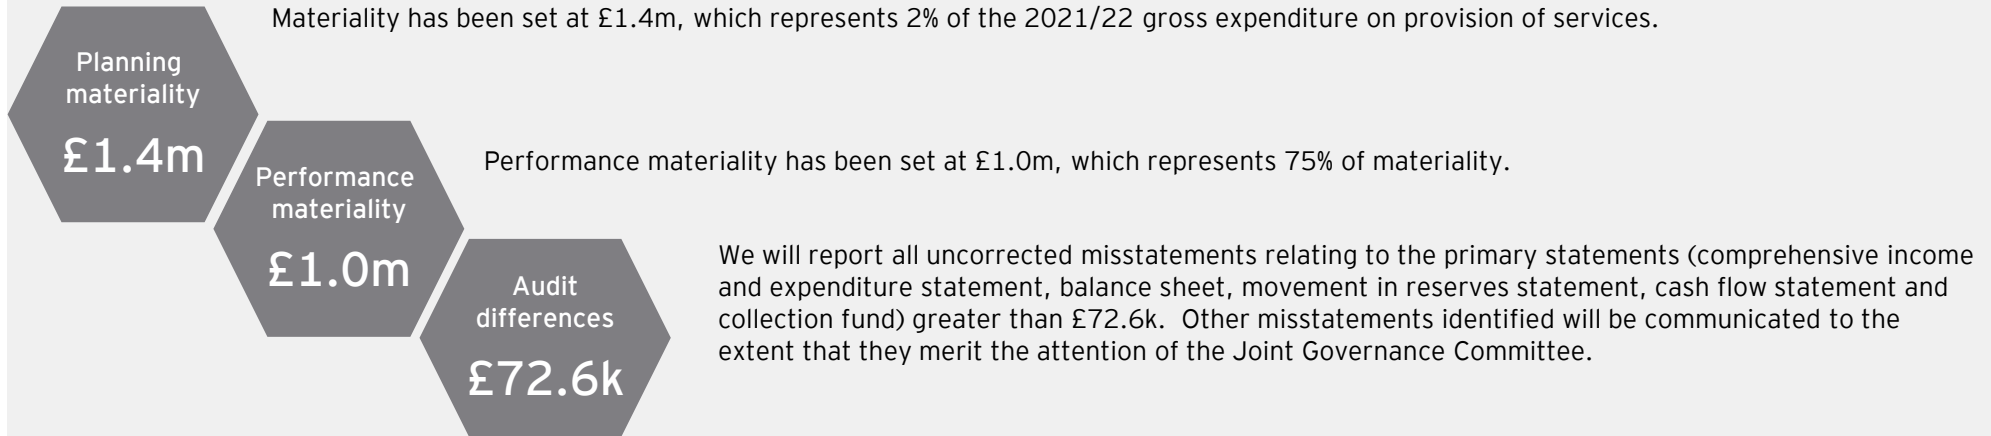 Materiality has been set at £1.4m, which represents 2% of the 2021/22 gross expenditure on provision of services.
Planning
materiality
£1.4m
Performance materiality has been set at £1.0m, which represents 75% of materiality.
Performance
materiality
£1.0m
We will report all uncorrected misstatements relating to the primary statements (comprehensive income
and expenditure statement, balance sheet, movement in reserves statement, cash flow statement and
collection fund) greater than £72.6k.  Other misstatements identified will be communicated to the
extent that they merit the attention of the Joint Governance Committee.
Audit
differences
£72.6k